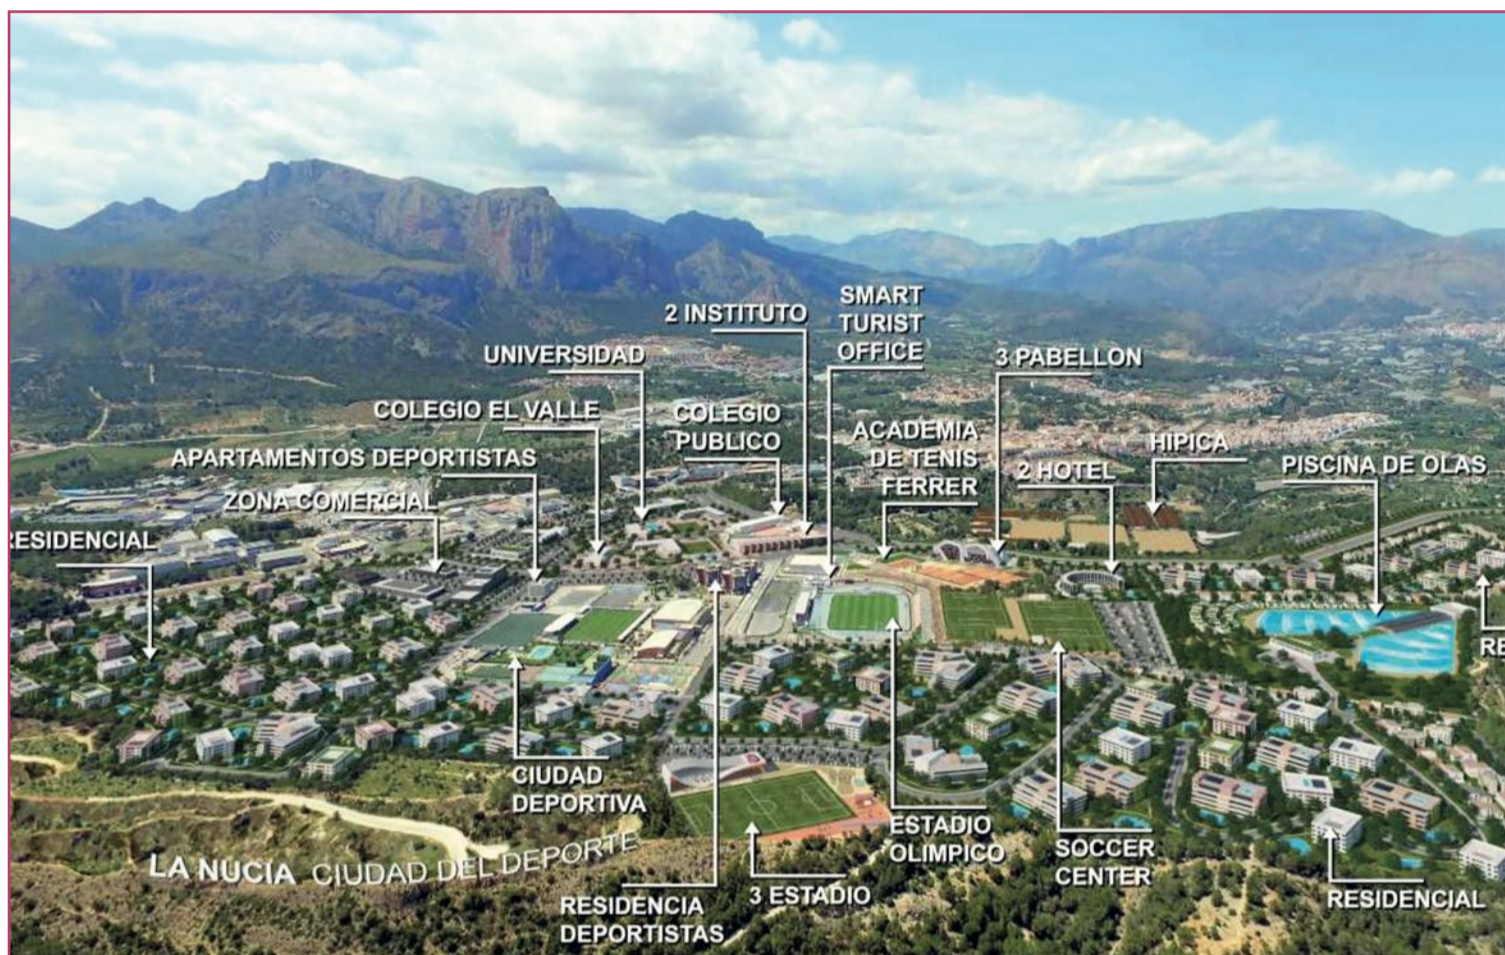 SMART
TURIST
OFFICE
2 INSTITUTO
UNIVERSIDAD
3 PABELLON
COLEGIO EL VALLE
COLEGIO
PUBLICO
ACADEMIA
DE TENIS
FERRER
HIPICA
APARTAMENTOS DEPORTISTAS
2 HOTEL
PISCINA DE OLAS
ZONA COMERCIAL
RESIDENCIAL
RE
CIUDAD
DEPORTIVA
ESTADIO
OLIMPICO
SOCCER
CENTER
LA NUCIA CIUDAD DEL DEPORTE
3 ESTADIO
RESIDENCIAL
RESIDENCIA
DEPORTISTAS